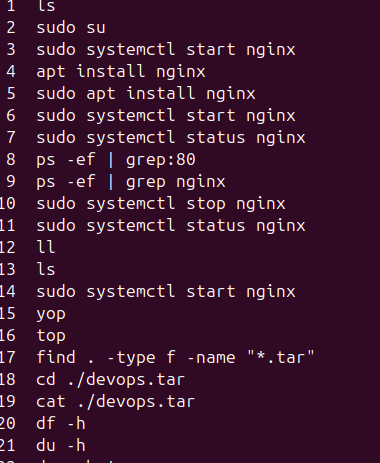 1 ls
2 sudo su
3 sudo systemctl start nginx
4 apt install nginx
5 sudo apt install nginx
6 sudo systemctl start nginx
7 sudo systemctl status nginx
8 ps -ef | grep:80
9 ps -ef | grep nginx
10 sudo systemctl stop nginx
11 sudo systemctl status nginx
12 ll
13 ls
14 sudo systemctl start nginx
15 yop
16 top
17 find . -type f -name "*.tar"
18 cd ./devops.tar
19 cat ./devops.tar
20 df -h
21 du -h